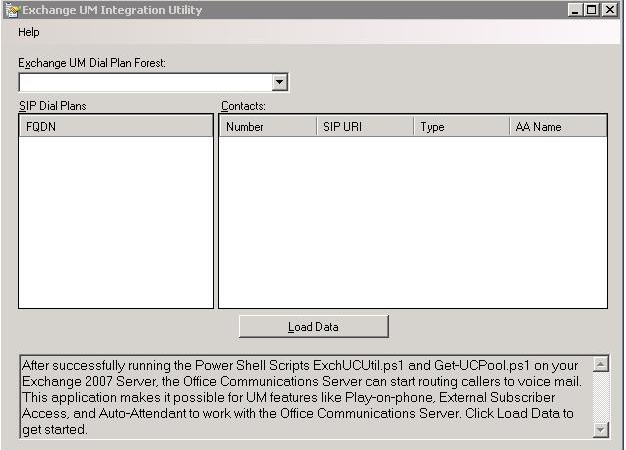 Exchange UM Integration Utility
Help
Exchange UM Dial Plan Forest:
SIP Dial Plans
Contacts:
FQDN
Number
SIP URI
Type
AA Name
Load Data
After successfully running the Power Shell Scripts ExchUCUtil.ps1 and Get-UCPool.ps1 on your
Exchange 2007 Server, the Office Communications Server can start routing callers to voice mail.
This application makes it possible for UM features like Play-on-phone, External Subscriber
Access, and Auto-Attendant to work with the Office Communications Server. Click Load Data to
get started.